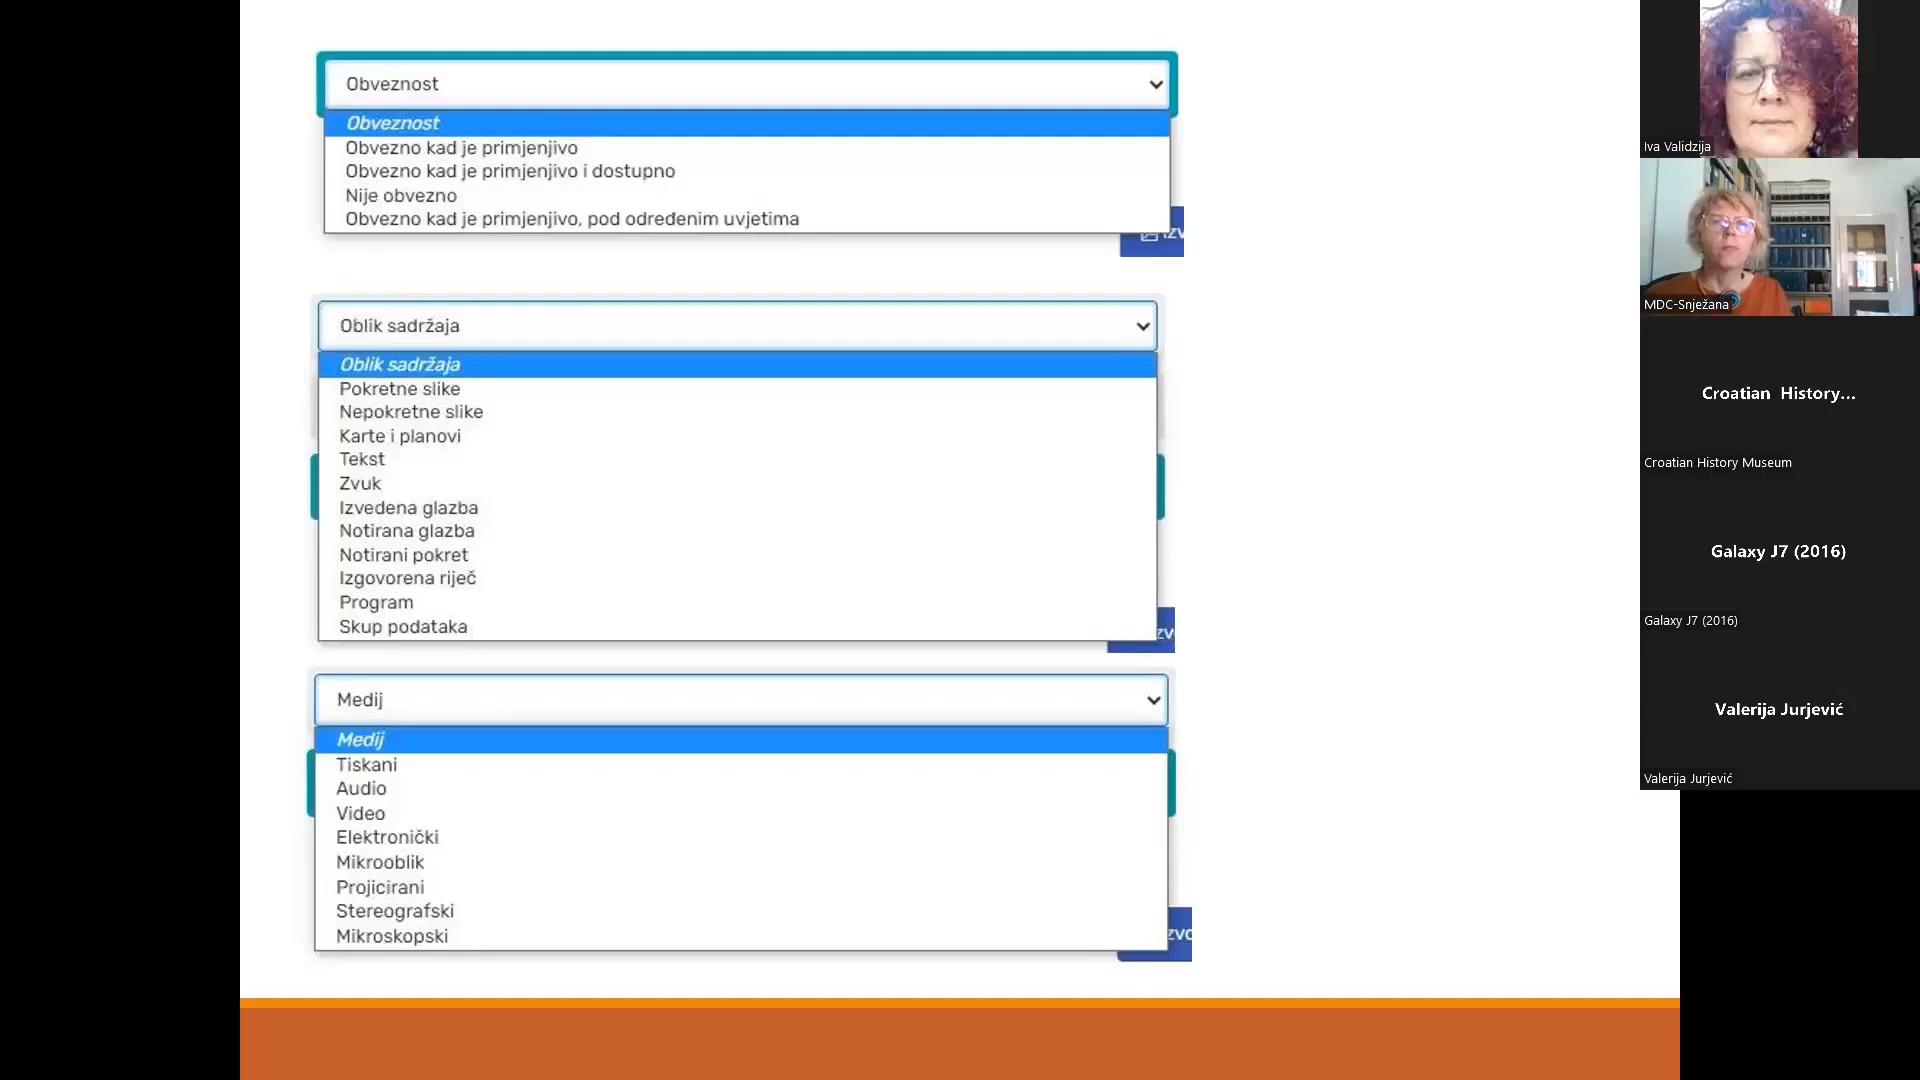 Obveznost
Obveznost
Obvezno kad je primjenjivo
Obvezno kad je primjenjivo i dostupno
Nije obvezno
Obvezno kad je primjenjivo, pod određenim uvjetima
Oblik sadržaja
Oblik sadržaja
Pokretne slike
Nepokretne slike
Karte i planovi
Tekst
Zvuk
Izvedena glazba
Notirana glazba
Notirani pokret
Izgovorena riječ
Program
Skup podataka
Medij
Medij
Tiskani
Audio
Video
Elektronički
Mikrooblik
Projicirani
Stereografski
Mikroskopski
Iva Validzija
MDC-Snježana
Croatian History...
Croatian History Museum
Galaxy J7 (2016)
Galaxy J7 (2016)
Valerija Jurjević
Valerija Jurjević